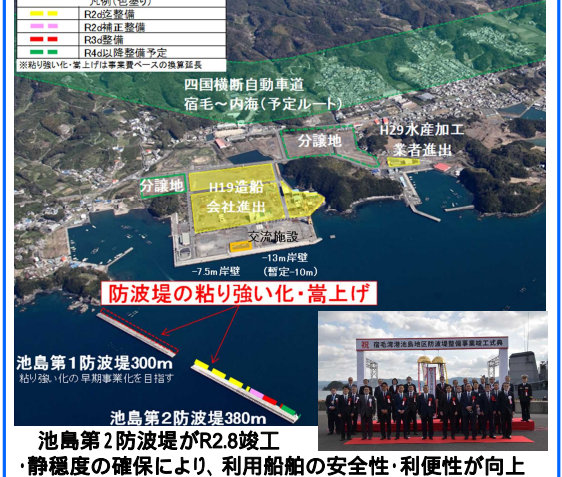 凡例(色塗り)
R2d迄整備
R2d補正整備
R3d整備
R4d以降整備予定
※粘り強い化・嵩上げは事業費ベースの換算延長
四国横断自動車道
宿毛～内海(予定ルート)
分譲地
H29水産加工
業者進出
分譲地
H19造船
会社進出
交流施設
-7.5m岸壁
-13m岸壁
(暫定-10m)
防波堤の粘り強い化・嵩上げ
池島第1防波堤300m
粘り強い化の早期事業化を目指す
池島第2防波堤380m
祝 宿毛湾港池島地区防波堤整備事業竣工式典
池島第2防波堤がR2.8竣工
・静穏度の確保により、利用船舶の安全性・利便性が向上